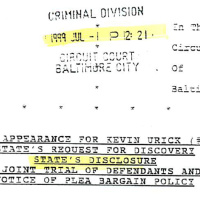 CRIMINAL DIVISION
1999 JUL -1 P 12: 21
In Th
Circu
CIRCUIT COURT
BALTIMORE CITY
Of
Balti
* * * * * *
APPEARANCE FOR KEVIN URICK (#
STATE'S REQUEST FOR DISCOVERY
STATE'S DISCLOSURE
JOINT TRIAL OF DEFENDANTS AND
NOTICE OF PLEA BARGAIN POLICY